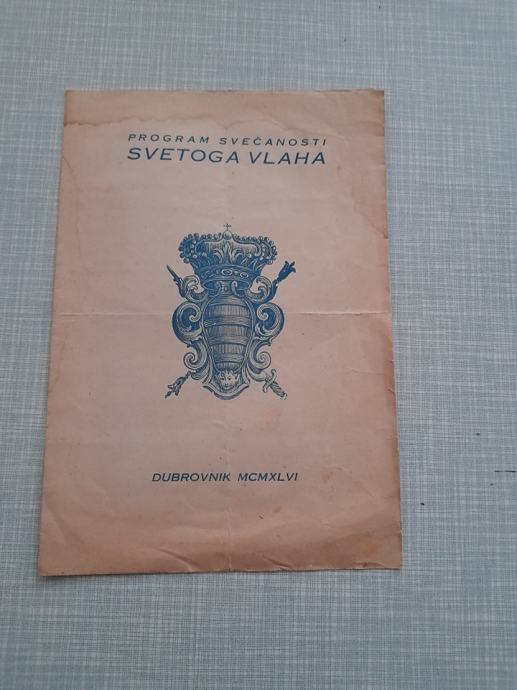 PROGRAM SVEČANOSTI
SVETOGA VLAHA
DUBROVNIK MCMXLVI